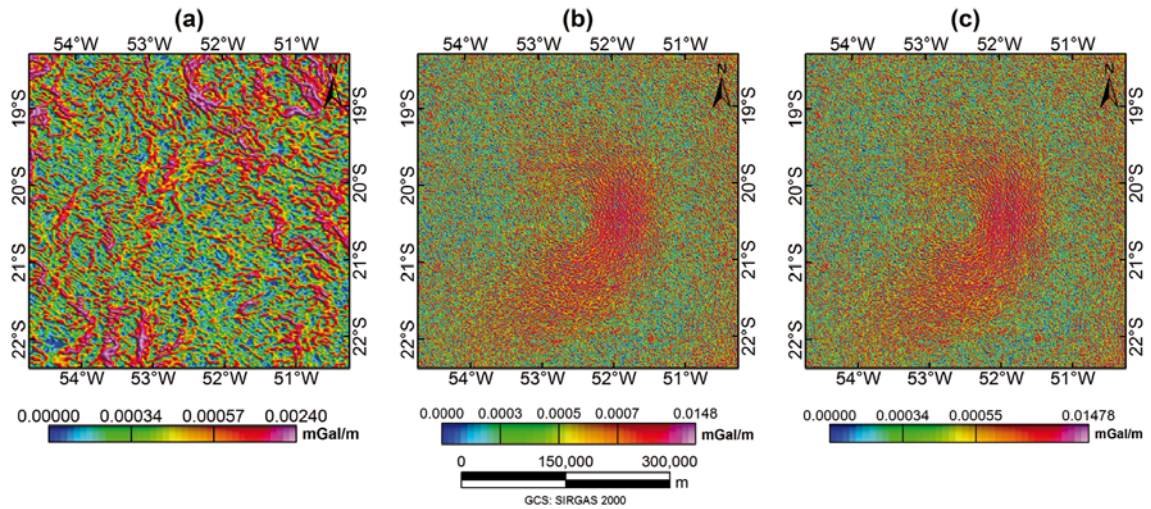 (a) (b) (c)
54°W 53°W 52°W 51°W 54°W 53°W 52°W 51°W 54°W 53°W 52°W 51°W
N N N
19°S 19°S 19°S 19°S 19°S 19°S
20°S 20°S 20°S 20°S 20°S 20°S
21°S 21°S 21°S 21°S 21°S 21°S
22°S 22°S 22°S 22°S 22°S 22°S
54°W 53°W 52°W 51°W 54°W 53°W 52°W 51°W 54°W 53°W 52°W 51°W
0.00000 0.00034 0.00057 0.00240 0.0000 0.0003 0.0005 0.0007 0.0148 0.00000 0.00034 0.00055 0.01478
mGal/m mGal/m mGal/m
0 150,000 300,000
m
GCS: SIRGAS 2000